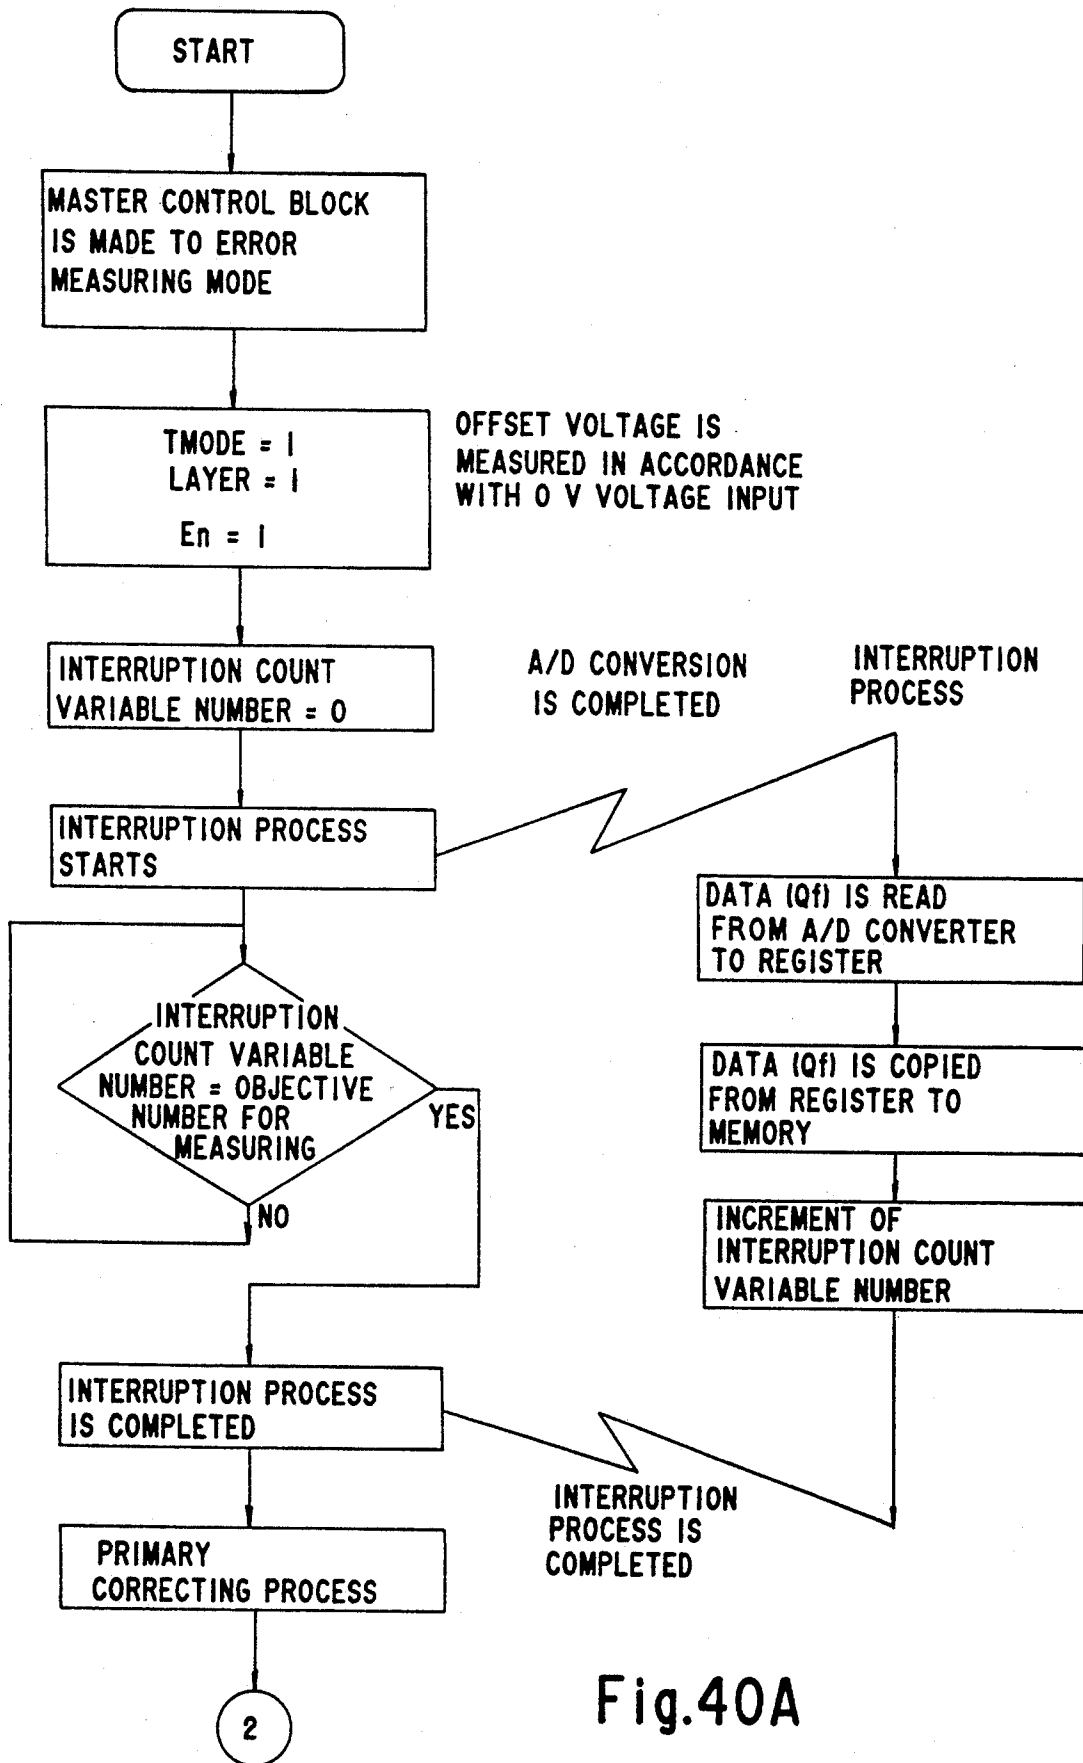 START
MASTER CONTROL BLOCK
IS MADE TO ERROR
MEASURING MODE
TMODE = 1
LAYER = 1
En = 1
OFFSET VOLTAGE IS
MEASURED IN ACCORDANCE
WITH 0 V VOLTAGE INPUT
INTERRUPTION COUNT
VARIABLE NUMBER = 0
A/D CONVERSION
IS COMPLETED
INTERRUPTION
PROCESS
INTERRUPTION PROCESS
STARTS
DATA (Qf) IS READ
FROM A/D CONVERTER
TO REGISTER
INTERRUPTION
COUNT VARIABLE
NUMBER = OBJECTIVE
NUMBER FOR
MEASURING
YES
NO
DATA (Qf) IS COPIED
FROM REGISTER TO
MEMORY
INCREMENT OF
INTERRUPTION COUNT
VARIABLE NUMBER
INTERRUPTION PROCESS
IS COMPLETED
INTERRUPTION
PROCESS IS
COMPLETED
PRIMARY
CORRECTING PROCESS
2
Fig.40A